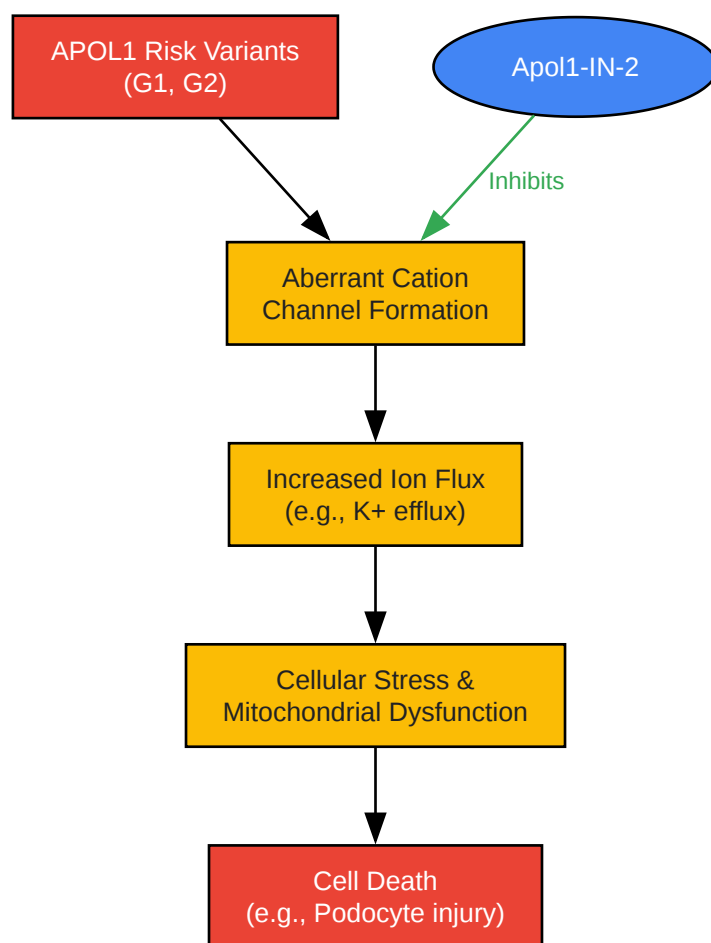 APOL1 Risk Variants
(G1, G2)
Apol1-IN-2
Inhibits
Aberrant Cation
Channel Formation
Increased Ion Flux
(e.g., K+ efflux)
Cellular Stress &
Mitochondrial Dysfunction
Cell Death
(e.g., Podocyte injury)